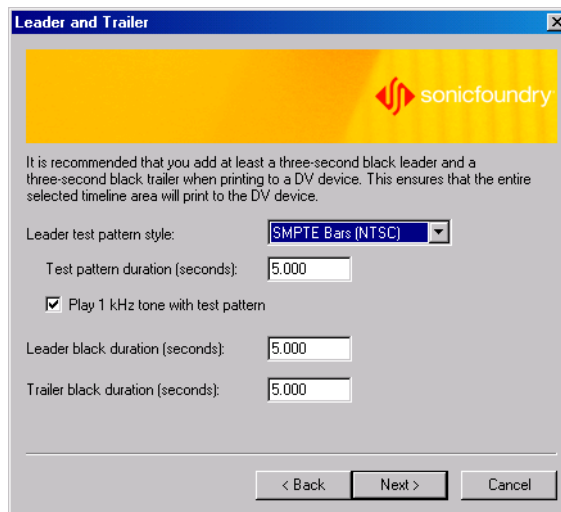 Leader and Trailer
sonicfoundry
It is recommended that you add at least a three-second black leader and a
three-second black trailer when printing to a DV device. This ensures that the entire
selected timeline area will print to the DV device.
Leader test pattern style: SMPTE Bars (NTSC)
Test pattern duration (seconds): 5.000
Play 1 kHz tone with test pattern
Leader black duration (seconds): 5.000
Trailer black duration (seconds): 5.000
< Back Next > Cancel